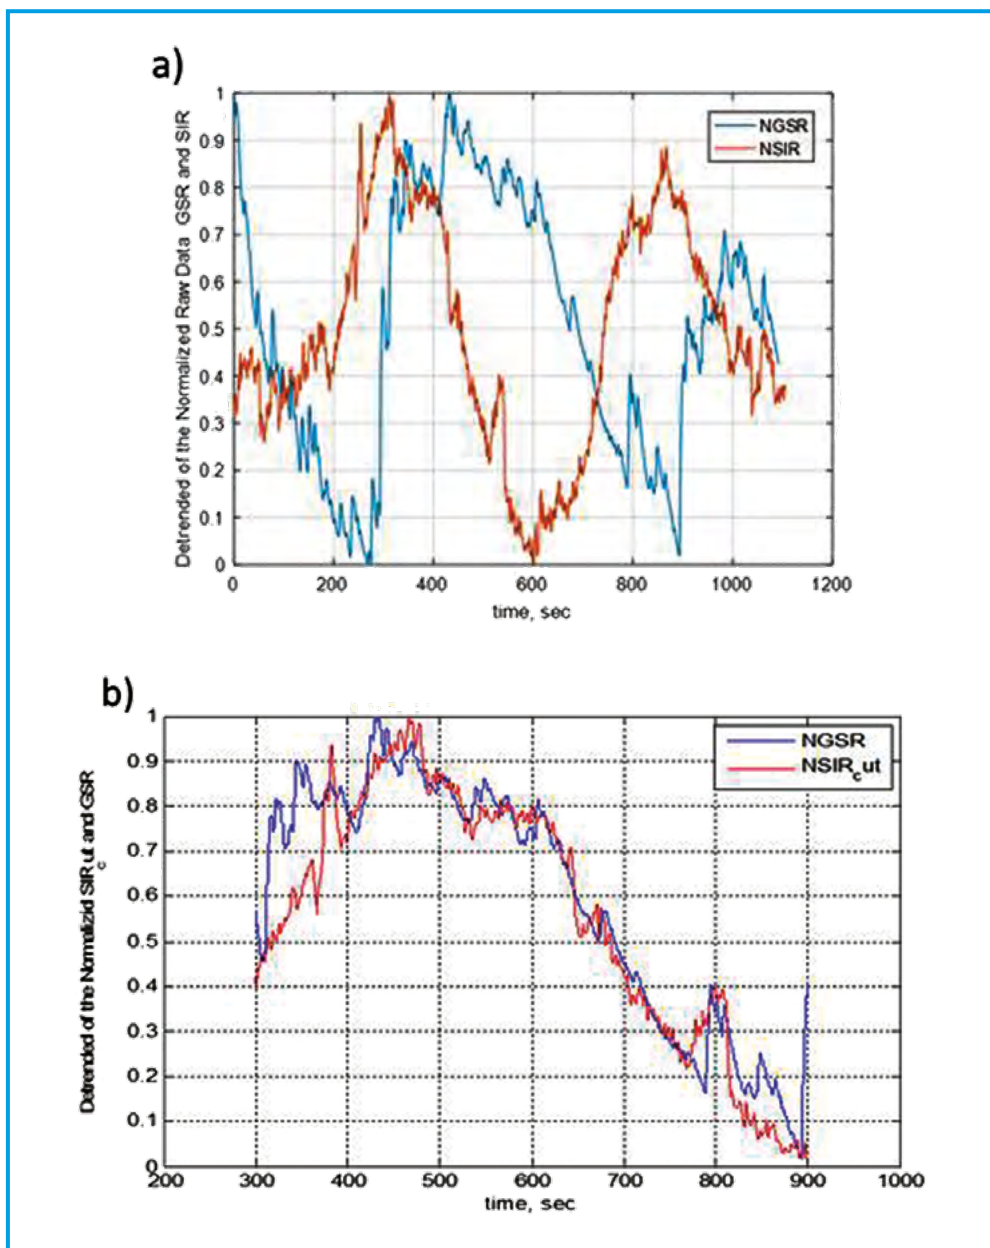 a)
Detrended of the Normalized Raw Data GSR and SIR
1
0.9
0.8
0.7
0.6
0.5
0.4
0.3
0.2
0.1
0
NGSR
NSIR
0 200 400 600 800 1000 1200
time, sec
b)
Detrended of the Normalizid SIR_cut and GSR
1
0.9
0.8
0.7
0.6
0.5
0.4
0.3
0.2
0.1
0
NGSR
NSIR_cut
200 300 400 500 600 700 800 900 1000
time, sec